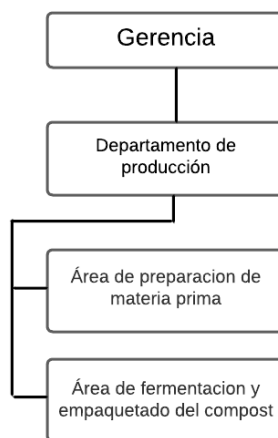 Gerencia
Departamento de
producción
Área de preparacion de
materia prima
Área de fermentacion y
empaquetado del compost